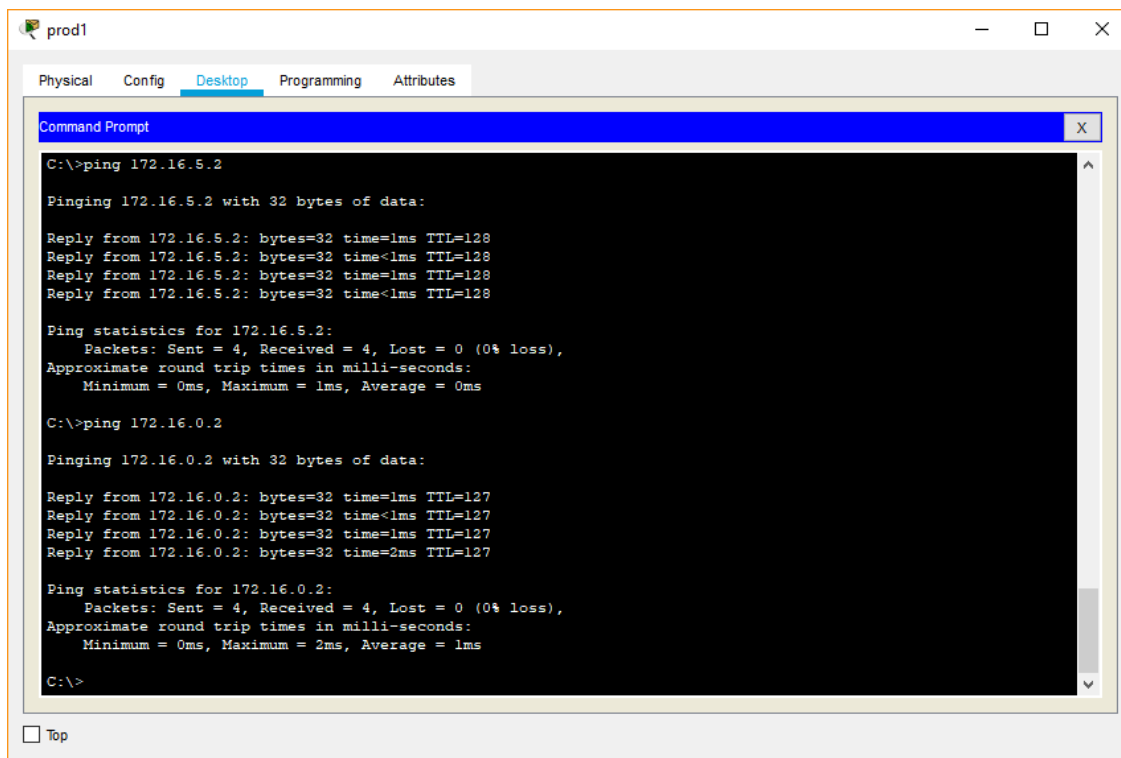 prod1
Physical Config Desktop Programming Attributes
Command Prompt X
C:\>ping 172.16.5.2
Pinging 172.16.5.2 with 32 bytes of data:
Reply from 172.16.5.2: bytes=32 time=1ms TTL=128
Reply from 172.16.5.2: bytes=32 time<1ms TTL=128
Reply from 172.16.5.2: bytes=32 time=1ms TTL=128
Reply from 172.16.5.2: bytes=32 time<1ms TTL=128
Ping statistics for 172.16.5.2:
Packets: Sent = 4, Received = 4, Lost = 0 (0% loss),
Approximate round trip times in milli-seconds:
Minimum = 0ms, Maximum = 1ms, Average = 0ms
C:\>ping 172.16.0.2
Pinging 172.16.0.2 with 32 bytes of data:
Reply from 172.16.0.2: bytes=32 time=1ms TTL=127
Reply from 172.16.0.2: bytes=32 time<1ms TTL=127
Reply from 172.16.0.2: bytes=32 time=1ms TTL=127
Reply from 172.16.0.2: bytes=32 time=2ms TTL=127
Ping statistics for 172.16.0.2:
Packets: Sent = 4, Received = 4, Lost = 0 (0% loss),
Approximate round trip times in milli-seconds:
Minimum = 0ms, Maximum = 2ms, Average = 1ms
C:\>
Top